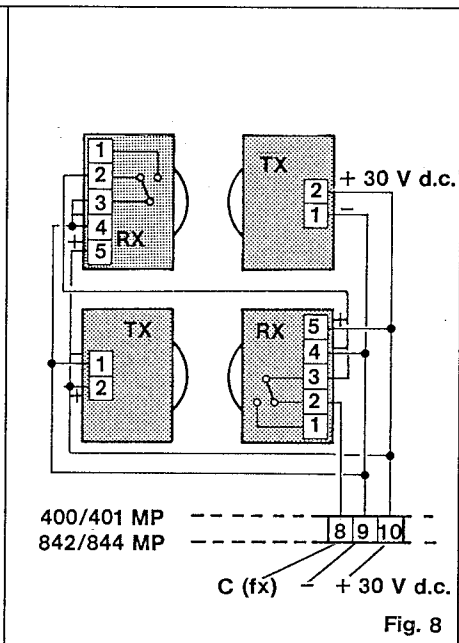 1
2
3
4
+
5
RX
TX
2
1
+ 30 V d.c.
−
TX
−
1
2
+
RX
+
5
−
4
3
2
1
400/401 MP
842/844 MP
8 9 10
C (fx) − + 30 V d.c.
Fig. 8